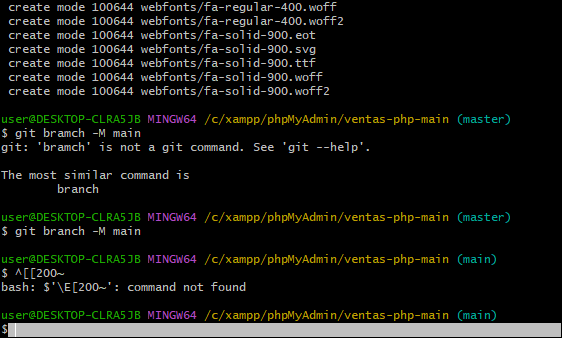 create mode 100644 webfonts/fa-regular-400.woff
create mode 100644 webfonts/fa-regular-400.woff2
create mode 100644 webfonts/fa-solid-900.eot
create mode 100644 webfonts/fa-solid-900.svg
create mode 100644 webfonts/fa-solid-900.ttf
create mode 100644 webfonts/fa-solid-900.woff
create mode 100644 webfonts/fa-solid-900.woff2
user@DESKTOP-CLRA5JB MINGW64 /c/xampp/phpMyAdmin/ventas-php-main (master)
$ git bramch -M main
git: 'bramch' is not a git command. See 'git --help'.
The most similar command is
branch
user@DESKTOP-CLRA5JB MINGW64 /c/xampp/phpMyAdmin/ventas-php-main (master)
$ git branch -M main
user@DESKTOP-CLRA5JB MINGW64 /c/xampp/phpMyAdmin/ventas-php-main (main)
$ ^[[200~
bash: $'\E[200~': command not found
user@DESKTOP-CLRA5JB MINGW64 /c/xampp/phpMyAdmin/ventas-php-main (main)
$